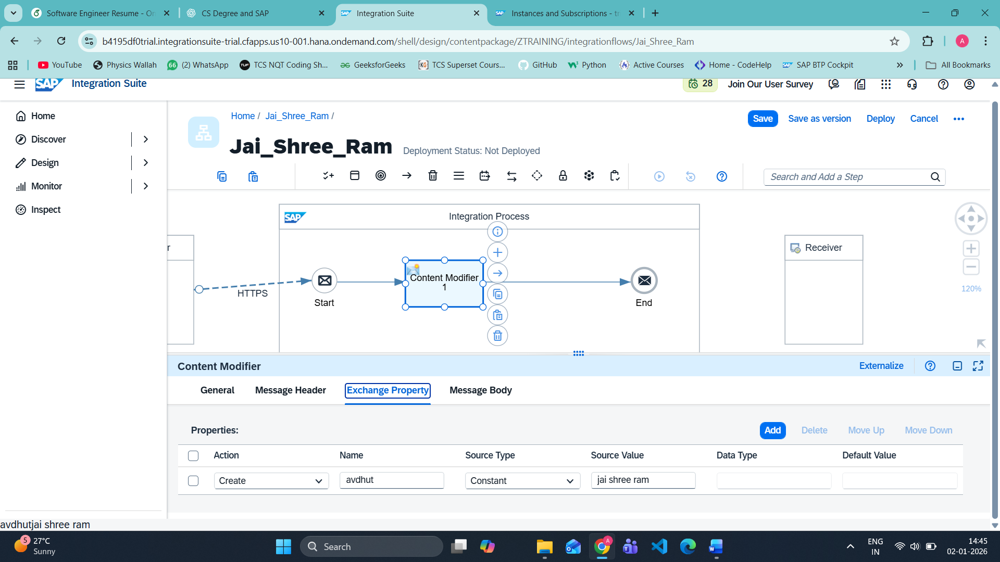 Software Engineer Resume - On
CS Degree and SAP
Integration Suite
Instances and Subscriptions - tr
b4195df0trial.integrationsuite-trial.cfapps.us10-001.hana.ondemand.com/shell/design/contentpackage/ZTRAINING/integrationflows/Jai_Shree_Ram
A
YouTube
Physics Wallah
66 (2) WhatsApp
TUF TCS NQT Coding Sh...
GeeksforGeeks
KG TCS Superset Cours...
GitHub
Python
Active Courses
Home - CodeHelp
SAP BTP Cockpit
All Bookmarks
SAP Integration Suite
28
Join Our User Survey
Home
Discover
Design
Monitor
Inspect
Home / Jai_Shree_Ram /
Save
Save as version
Deploy
Cancel
Jai_Shree_Ram
Deployment Status: Not Deployed
Search and Add a Step
SAP
Integration Process
r
HTTPS
Start
Content Modifier
1
End
Receiver
120%
Content Modifier
Externalize
General
Message Header
Exchange Property
Message Body
Properties:
Add
Delete
Move Up
Move Down
Action
Name
Source Type
Source Value
Data Type
Default Value
Create
avdhut
Constant
jai shree ram
avdhutjai shree ram
5
27°C
Sunny
Search
A
ENG
IN
14:45
02-01-2026